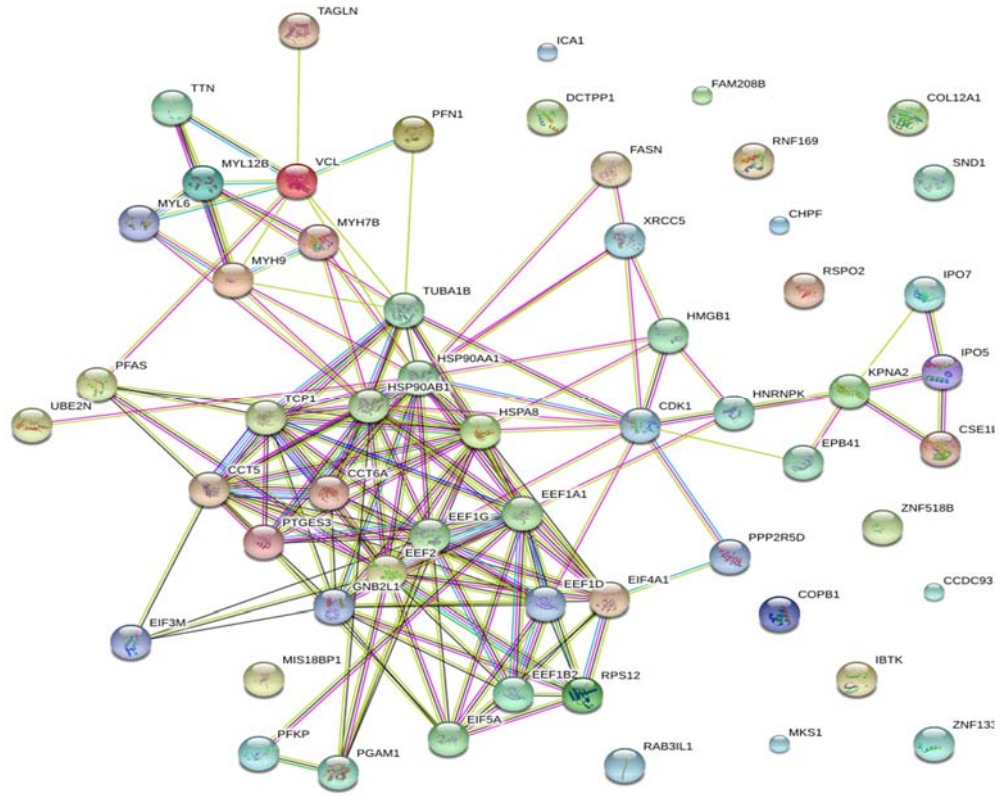 TAGLN
ICA1
TTN
FAM208B
DCTPP1
COL12A1
PFN1
RNF169
FASN
MYL12B
VCL
SND1
MYL6
MYH7B
XRCC5
CHPF
MYH9
TUBA1B
RSPO2
IPO7
HMGB1
IPO5
PFAS
HSP90AA1
KPNA2
HSP90AB1
UBE2N
TCP1
CDK1
HNRNPK
HSPA8
CSE1L
EPB41
CCT5
CCT6A
EEF1A1
ZNF518B
PTGES3
EEF1G
PPP2R5D
EEF2
GNB2L1
EEF1D
EIF4A1
CCDC93
COPB1
EIF3M
MIS18BP1
EEF1B2
RPS12
IBTK
EIF5A
PFKP
PGAM1
MKS1
ZNF133
RAB3IL1